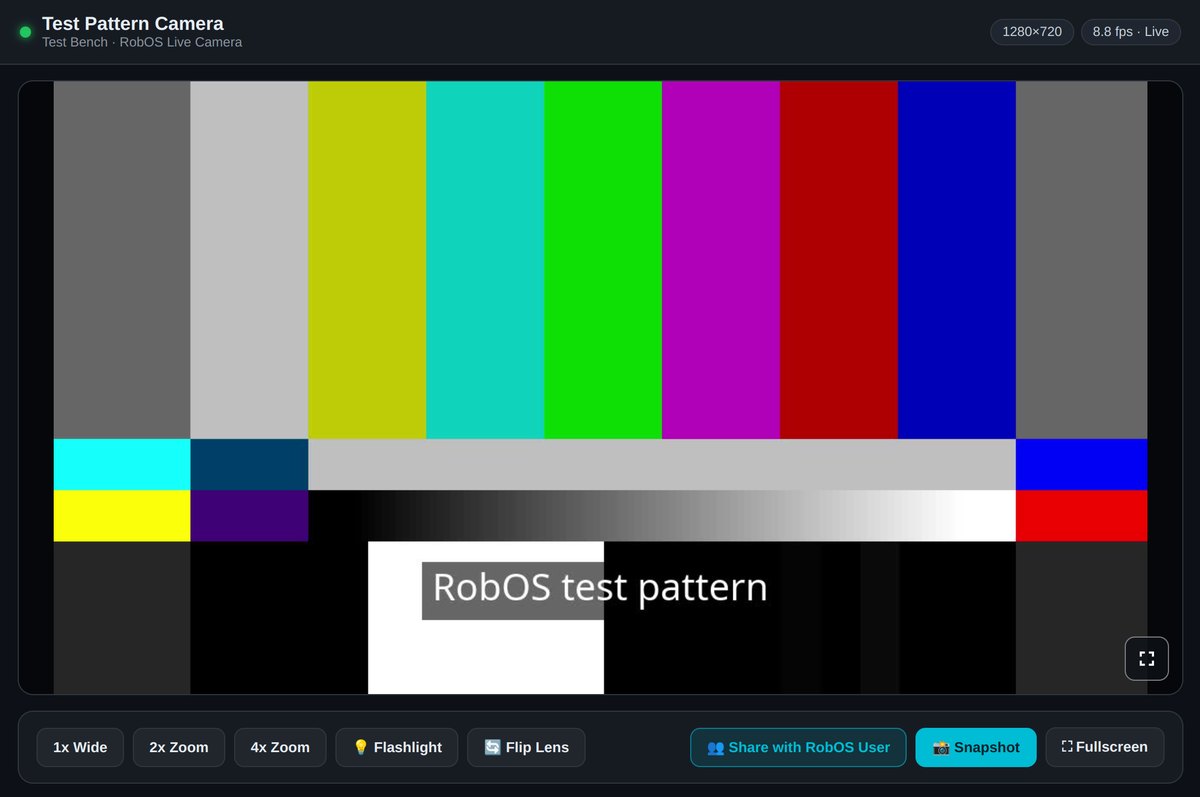 Test Pattern Camera
Test Bench · RobOS Live Camera
1280×720
8.8 fps · Live
RobOS test pattern
1x Wide
2x Zoom
4x Zoom
💡 Flashlight
🔄 Flip Lens
👥 Share with RobOS User
📸 Snapshot
⛶ Fullscreen